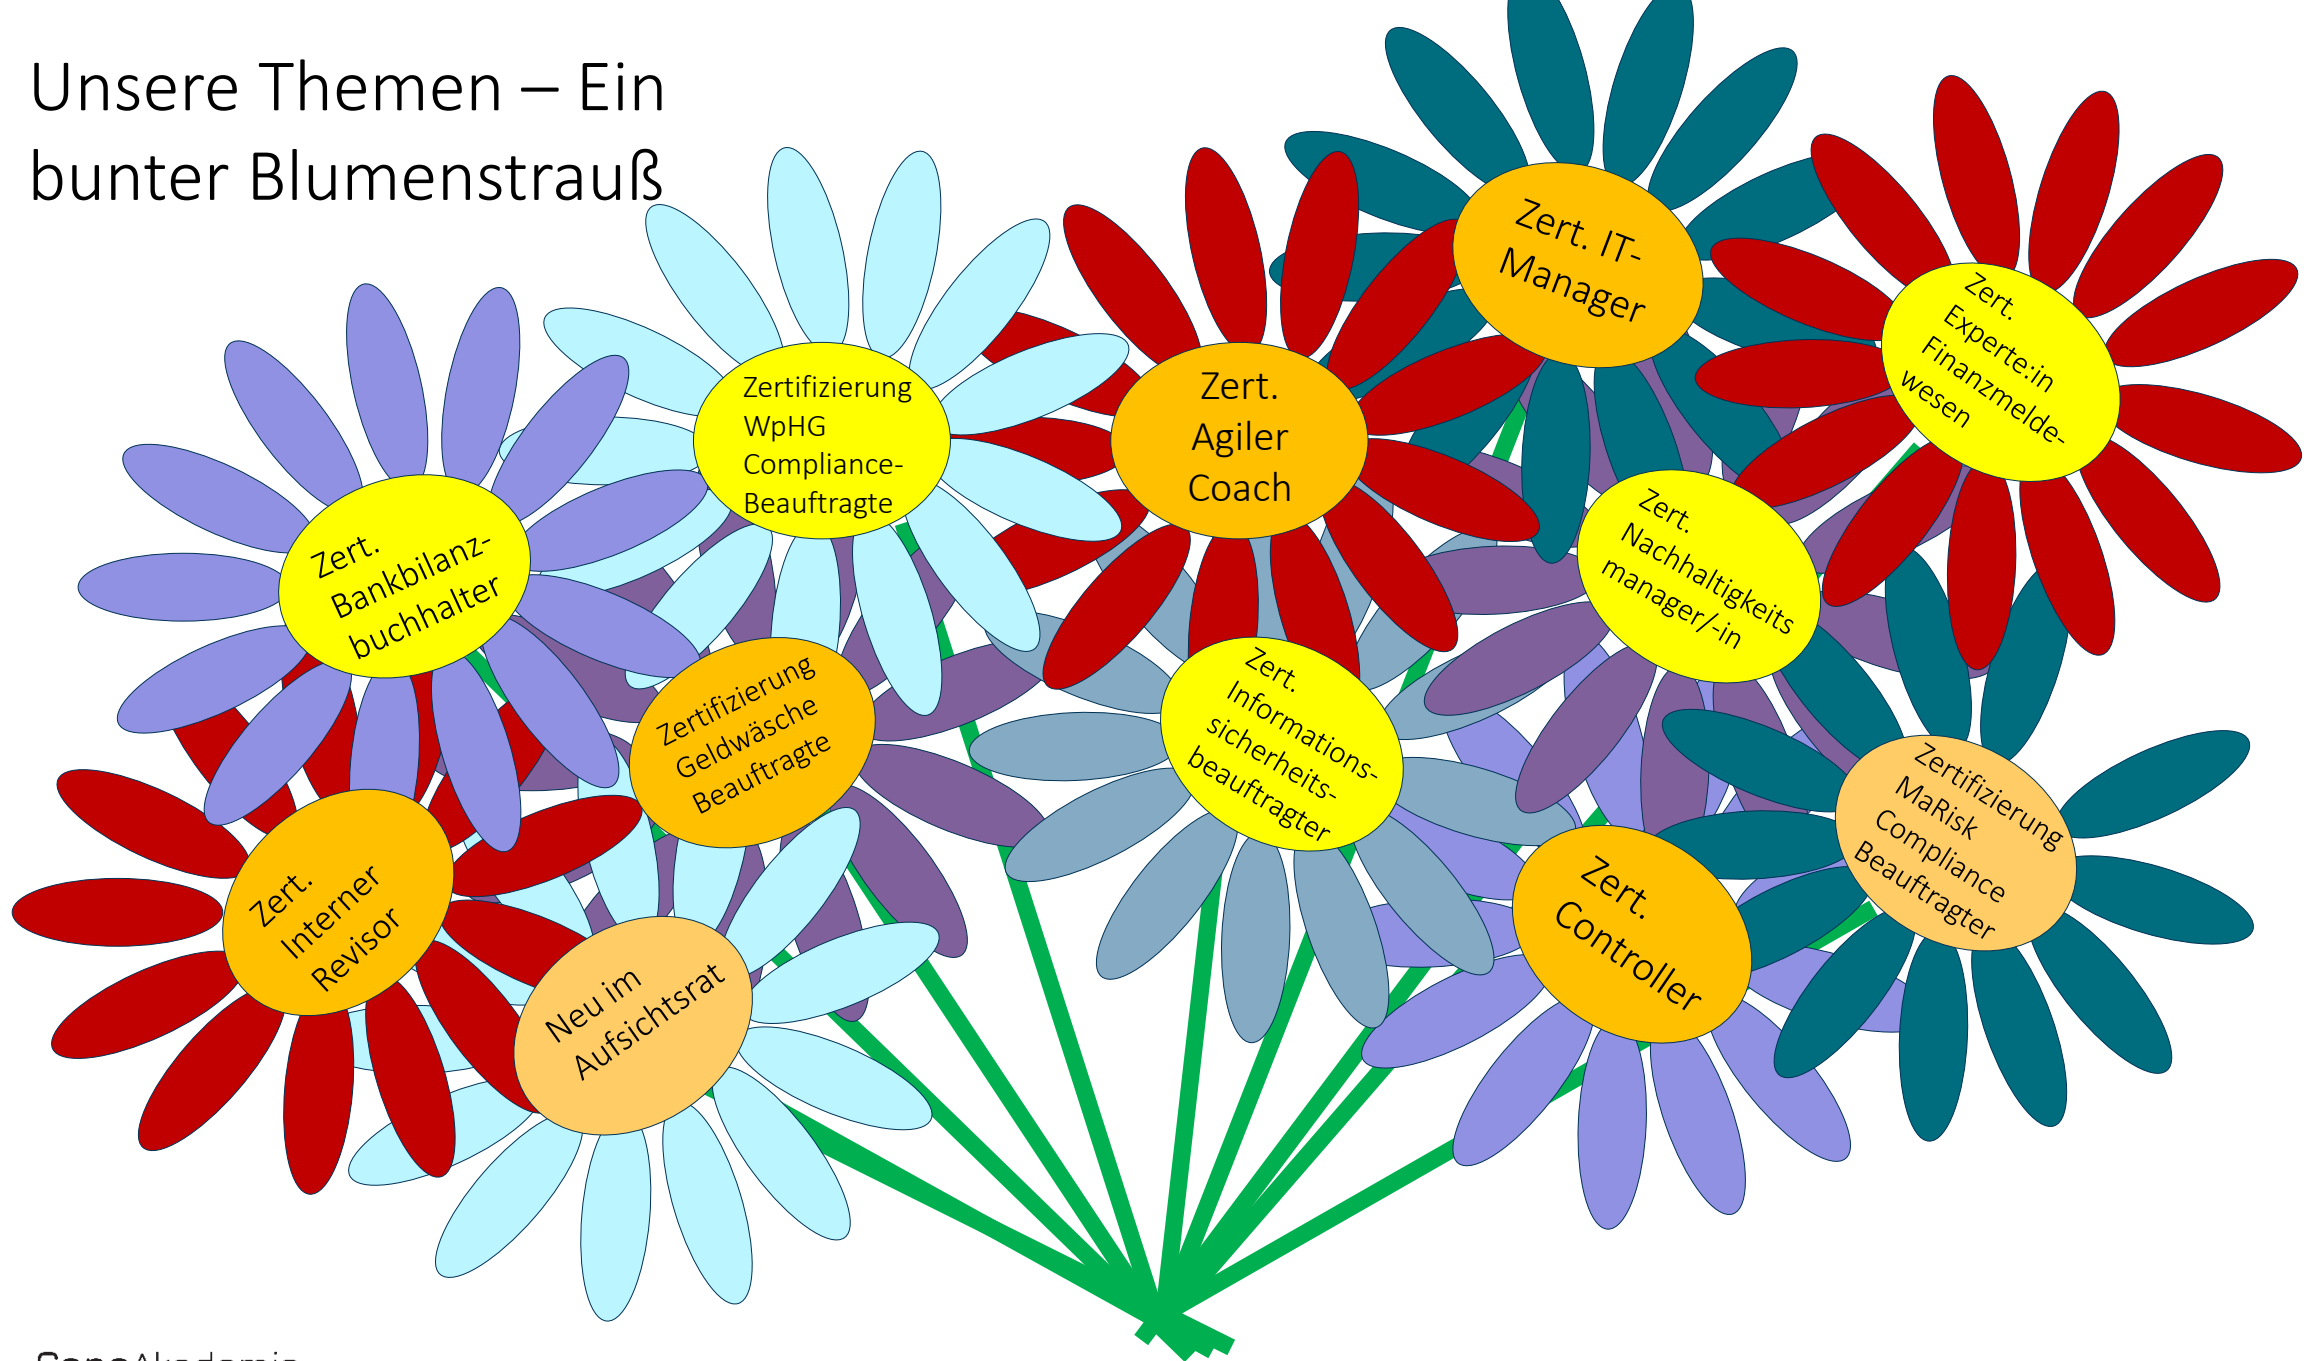 Unsere Themen – Ein
bunter Blumenstrauß
Zert. IT-
Manager
Zert.
Experte:in
Finanzmelde-
wesen
Zertifizierung
WpHG
Compliance-
Beauftragte
Zert.
Agiler
Coach
Zert.
Bankbilanz-
buchhalter
Zert.
Nachhaltigkeits
manager/-in
Zertifizierung
Geldwäsche
Beauftragte
Zert.
Informations-
sicherheits-
beauftragter
Zertifizierung
MaRisk
Compliance
Beauftragter
Zert.
Interner
Revisor
Zert.
Controller
Neu im
Aufsichtsrat
GenoAkademie